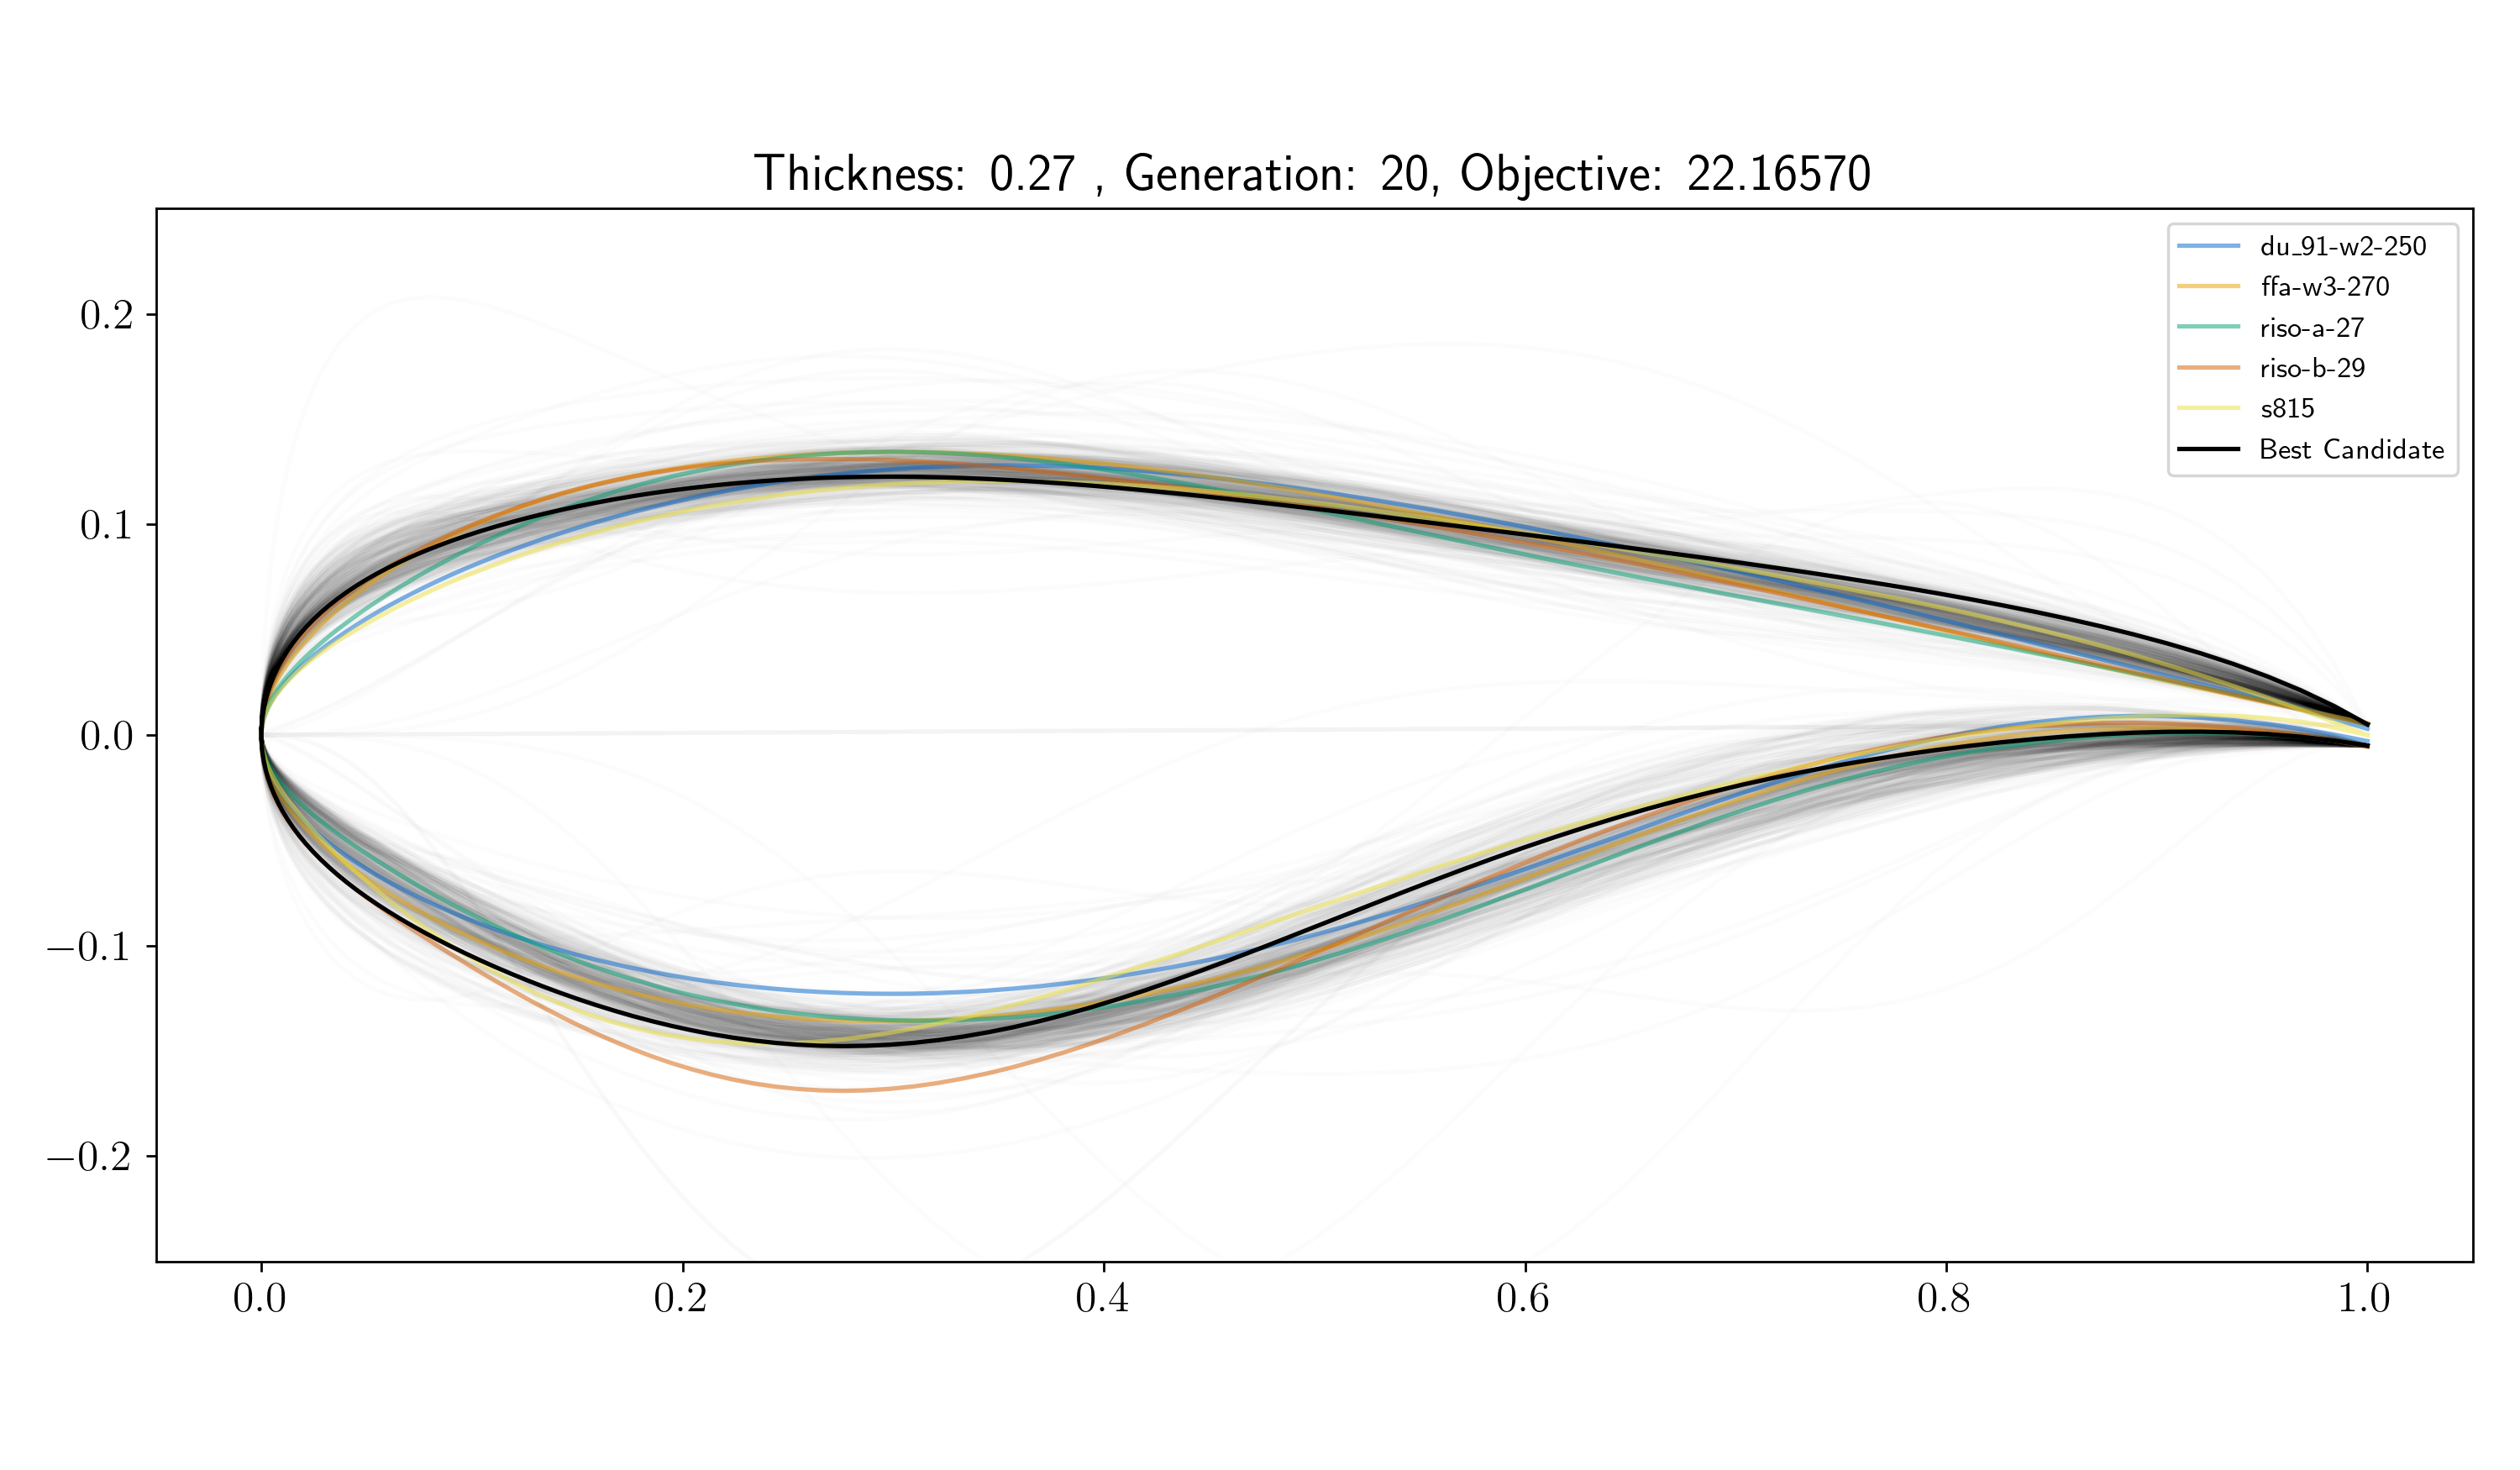 Thickness: 0.27 , Generation: 20, Objective: 22.16570
du_91-w2-250
ffa-w3-270
riso-a-27
riso-b-29
s815
Best Candidate
0.2
0.1
0.0
−0.1
−0.2
0.0 0.2 0.4 0.6 0.8 1.0